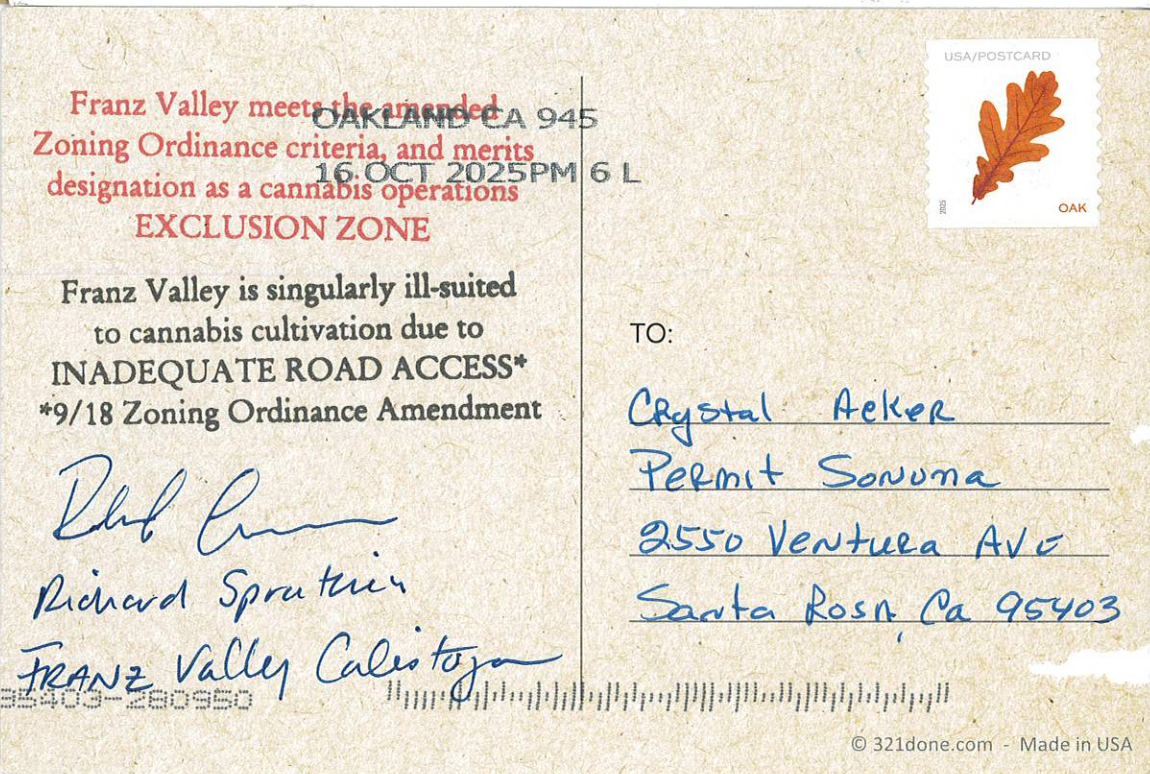 Franz Valley meets the amended
Zoning Ordinance criteria, and merits
designation as a cannabis operations
EXCLUSION ZONE
OAKLAND CA 945
16 OCT 2025PM 6 L
Franz Valley is singularly ill-suited
to cannabis cultivation due to
INADEQUATE ROAD ACCESS*
*9/18 Zoning Ordinance Amendment
Richard
FRANZ Valley Calistoga
95403-280950
USA/POSTCARD
2025
OAK
TO:
Crystal Acker
Permit Sonoma
2550 Ventura Ave
Santa Rosa, Ca 95403
© 321done.com - Made in USA